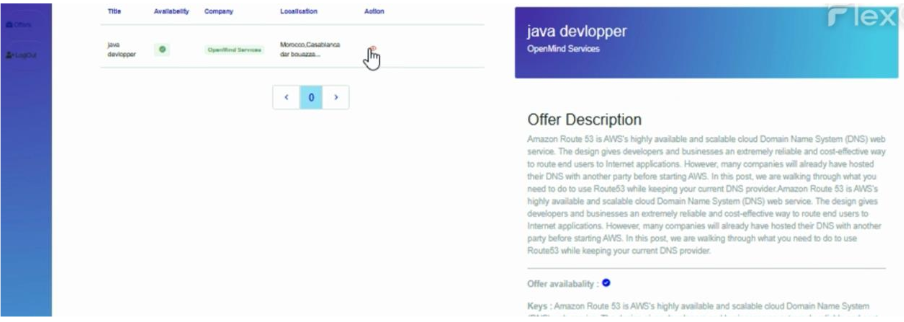 Offers
LogOut
Title Availability Company Localisation Action
java
devlopper
OpenMind Services
Morocco,Casablanca
dar bouazza...
< 0 >
Flex
java devlopper
OpenMind Services
Offer Description
Amazon Route 53 is AWS's highly available and scalable cloud Domain Name System (DNS) web
service. The design gives developers and businesses an extremely reliable and cost-effective way
to route end users to Internet applications. However, many companies will already have hosted
their DNS with another party before starting AWS. In this post, we are walking through what you
need to do to use Route53 while keeping your current DNS provider.Amazon Route 53 is AWS's
highly available and scalable cloud Domain Name System (DNS) web service. The design gives
developers and businesses an extremely reliable and cost-effective way to route end users to
Internet applications. However, many companies will already have hosted their DNS with another
party before starting AWS. In this post, we are walking through what you need to do to use
Route53 while keeping your current DNS provider.
Offer availabality :
Keys : Amazon Route 53 is AWS's highly available and scalable cloud Domain Name System